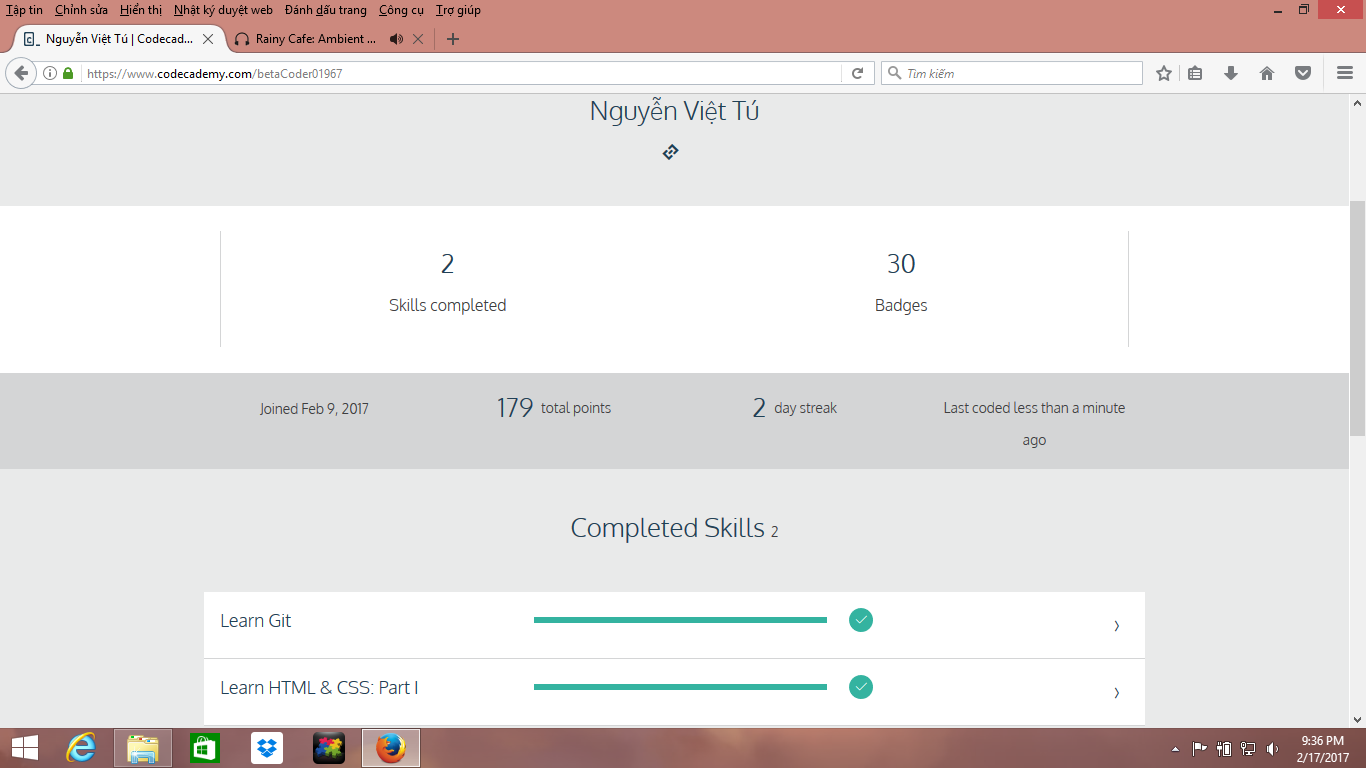 Tập tin Chỉnh sửa Hiển thị Nhật ký duyệt web Đánh dấu trang Công cụ Trợ giúp
Nguyễn Việt Tú | Codecad... Rainy Cafe: Ambient ...
https://www.codecademy.com/betaCoder01967 Tìm kiếm
Nguyễn Việt Tú
2 30
Skills completed Badges
Joined Feb 9, 2017 179 total points 2 day streak Last coded less than a minute
ago
Completed Skills 2
Learn Git
Learn HTML & CSS: Part I
9:36 PM
2/17/2017